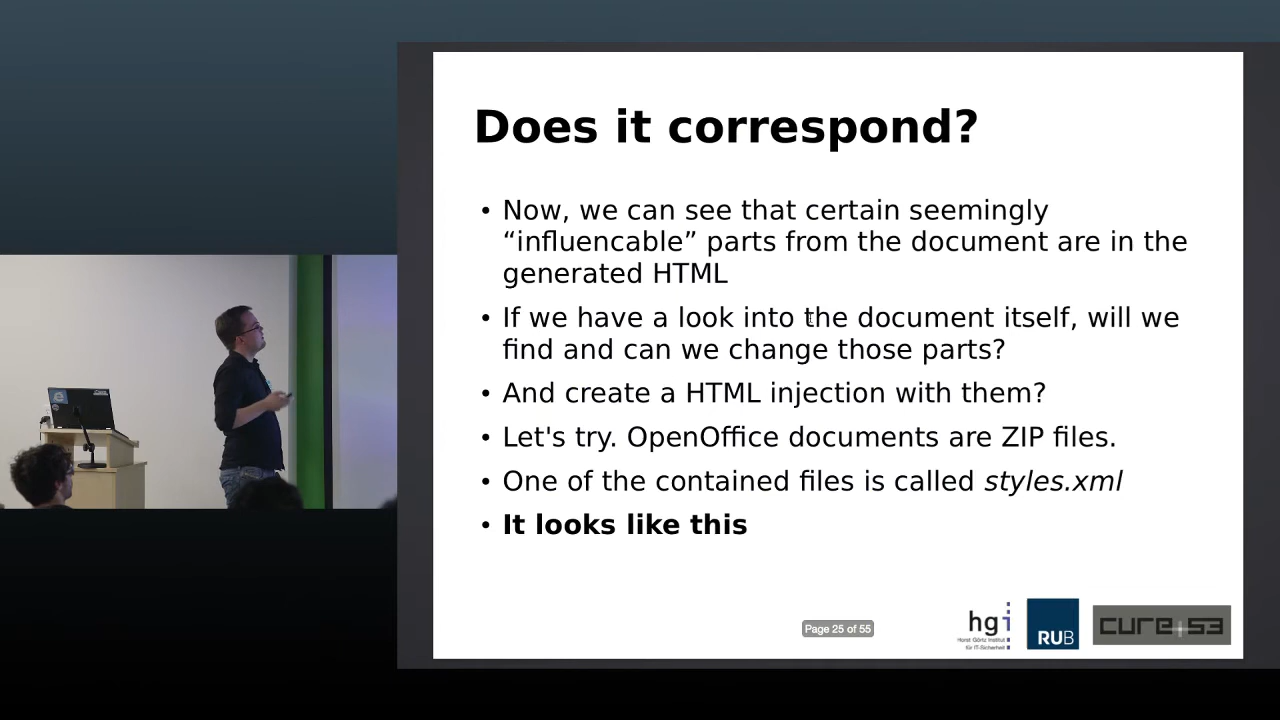 Does it correspond?
• Now, we can see that certain seemingly
“influencable” parts from the document are in the
generated HTML
• If we have a look into the document itself, will we
find and can we change those parts?
• And create a HTML injection with them?
• Let's try. OpenOffice documents are ZIP files.
• One of the contained files is called styles.xml
• It looks like this
Page 25 of 55
hgi
Horst Görtz Institut
für IT-Sicherheit
RUB
cure+53